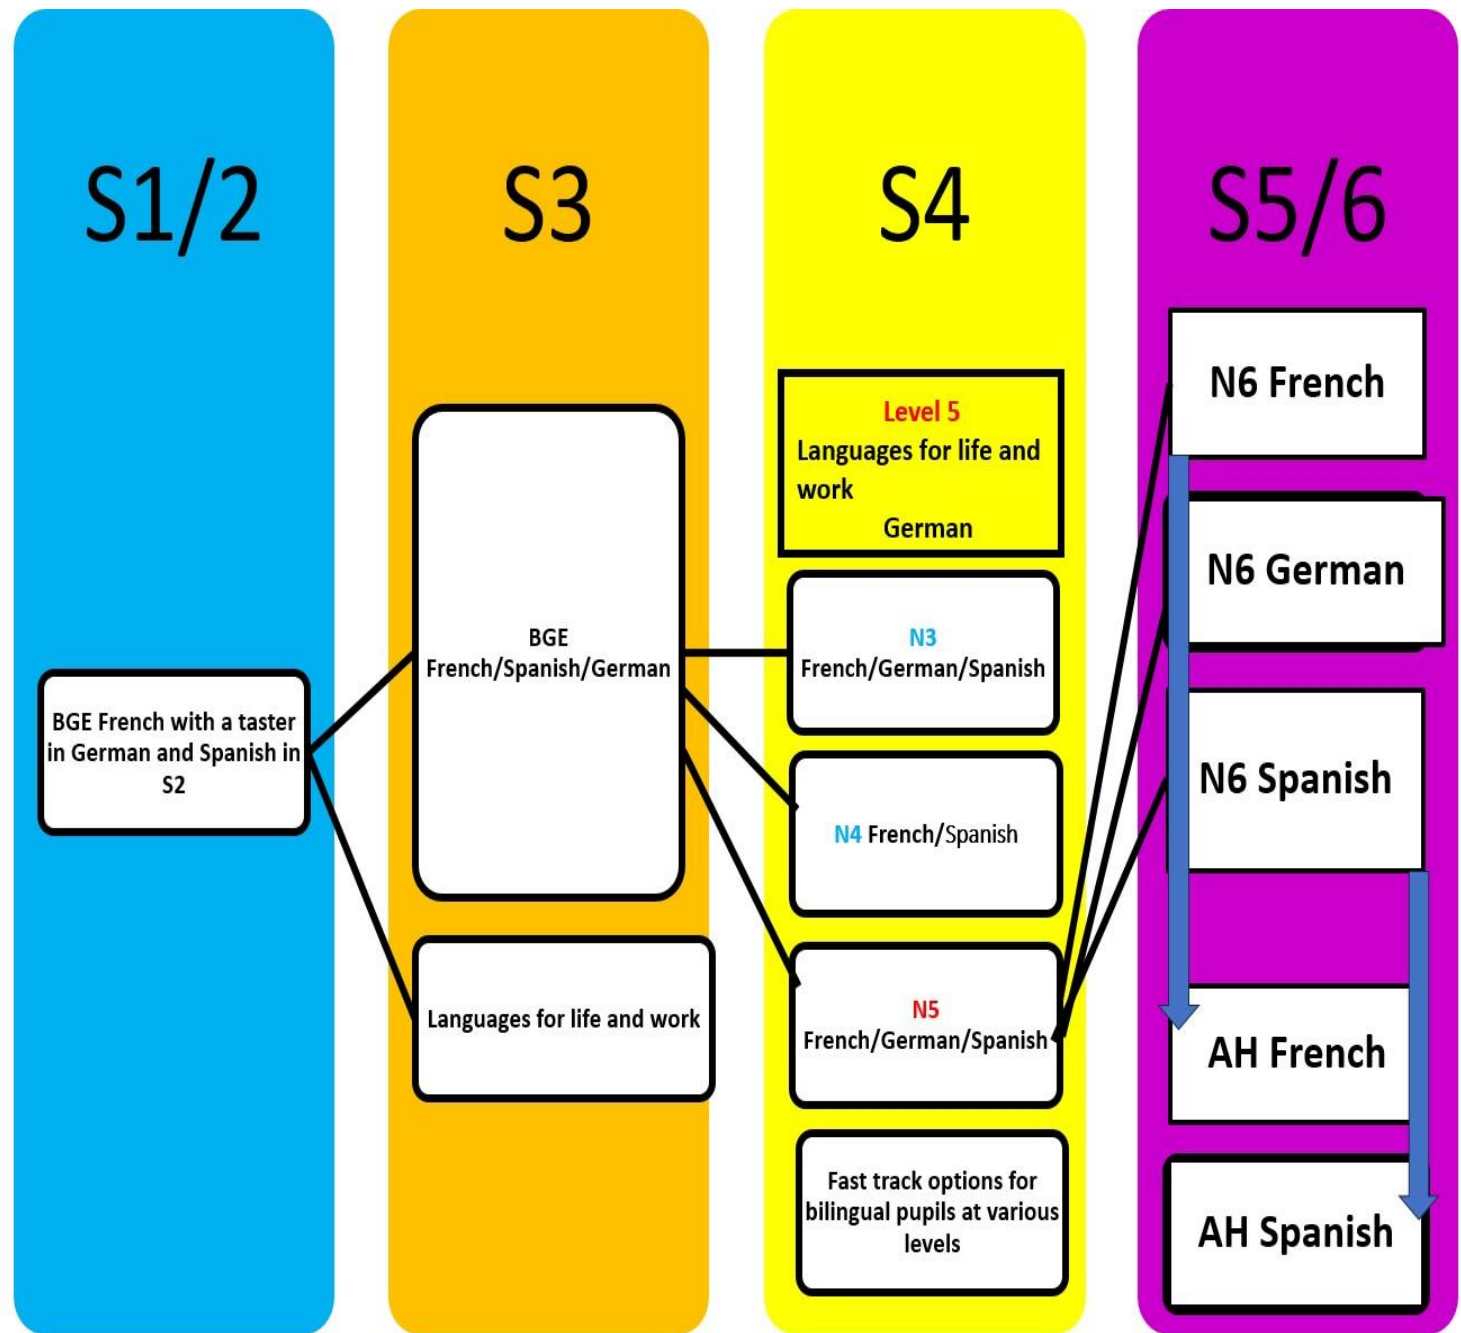 S1/2
BGE French with a taster
in German and Spanish in
S2
S3
BGE
French/Spanish/German
Languages for life and work
S4
Level 5
Languages for life and
work
German
N3
French/German/Spanish
N4 French/Spanish
N5
French/German/Spanish
Fast track options for
bilingual pupils at various
levels
S5/6
N6 French
N6 German
N6 Spanish
AH French
AH Spanish